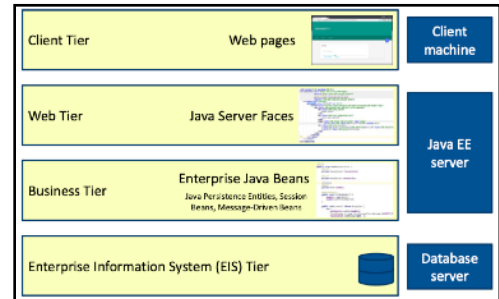 Client Tier
Web pages
Client
machine
Web Tier
Java Server Faces
Java EE
server
Business Tier
Enterprise Java Beans
Java Persistence Entities, Session
Beans, Message-Driven Beans
Enterprise Information System (EIS) Tier
Database
server